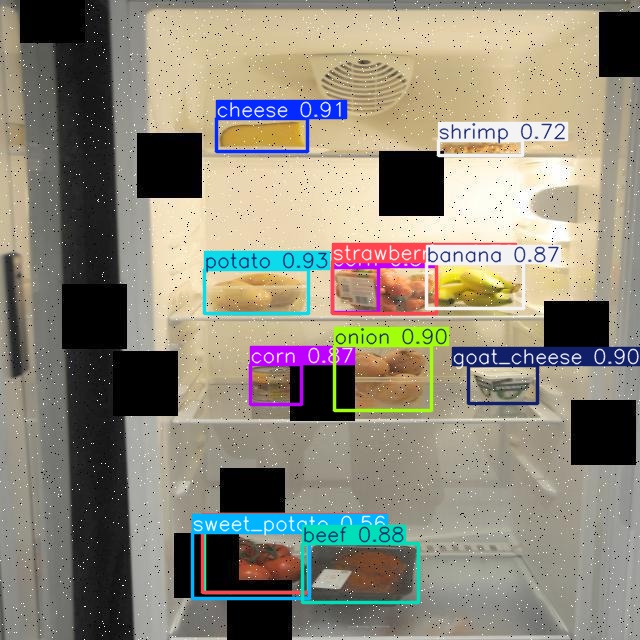 cheese 0.91
shrimp 0.72
potato 0.93
strawberr
banana 0.87
onion 0.90
corn 0.87
goat_cheese 0.90
sweet_potato 0.56
beef 0.88